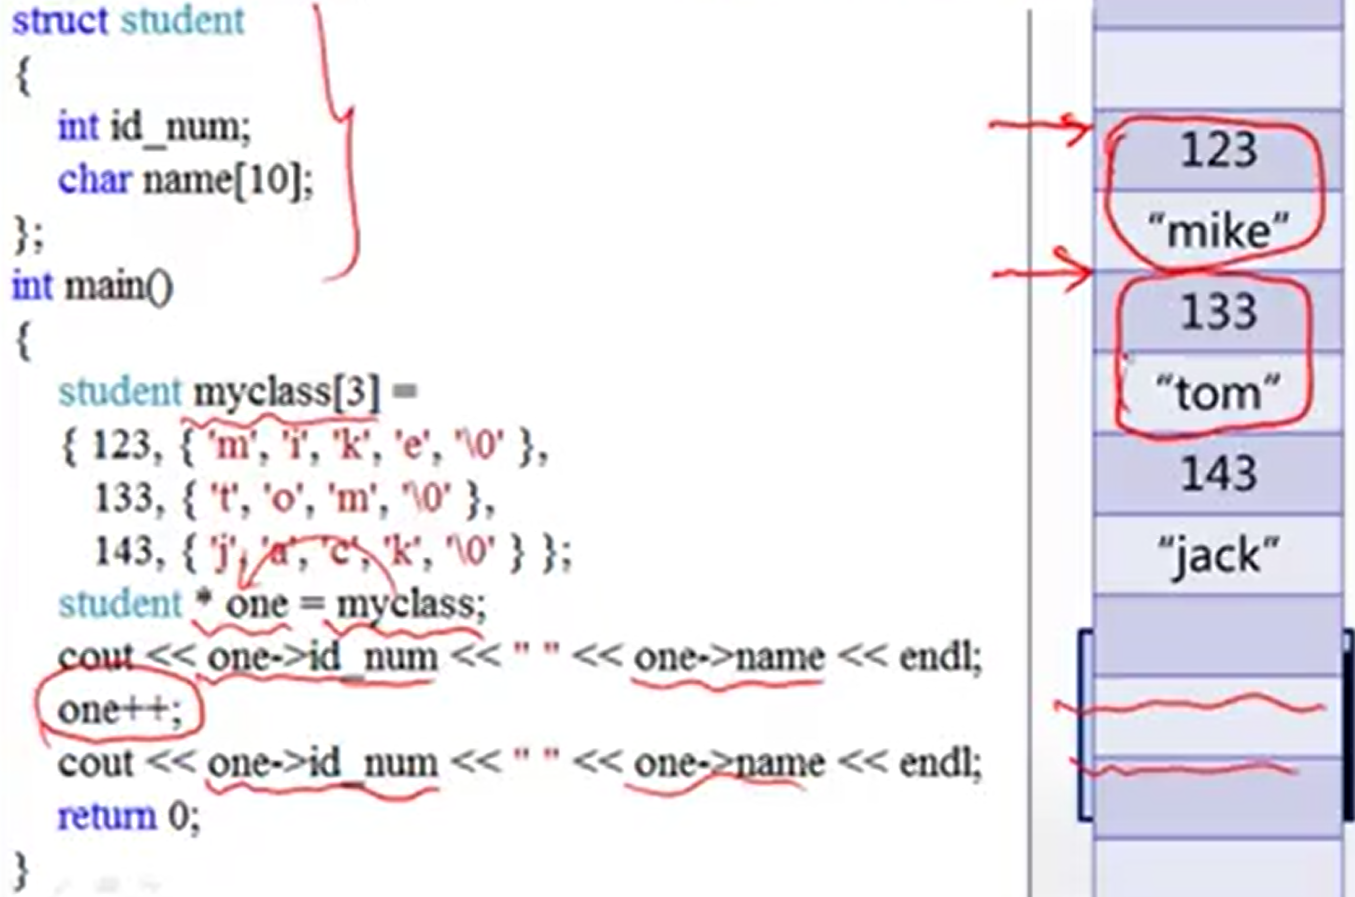 struct student
{
int id_num;
char name[10];
};
int main()
{
student myclass[3] =
{ 123, { 'm', 'i', 'k', 'e', '\0' },
133, { 't', 'o', 'm', '\0' },
143, { 'j', 'a', 'c', 'k', '\0' } };
student * one = myclass;
cout << one->id_num << " " << one->name << endl;
one++;
cout << one->id_num << " " << one->name << endl;
return 0;
}
123
“mike”
133
“tom”
143
“jack”